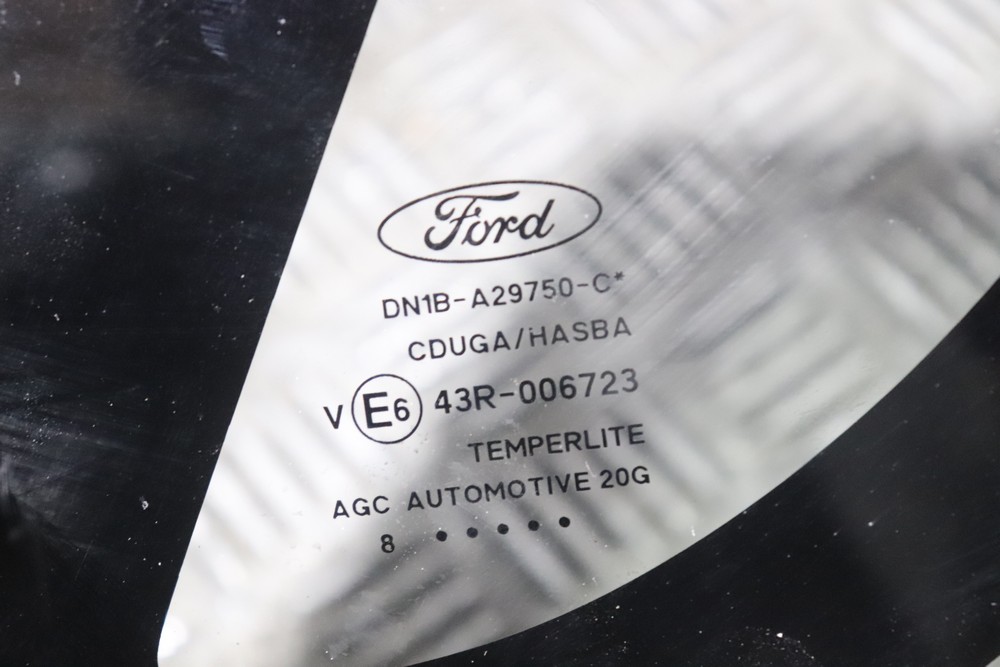 Ford
DN1B-A29750-C*
CDUGA/HASBA
V E6 43R-006723
TEMPERLITE
AGC AUTOMOTIVE 20G
8 • • • • •